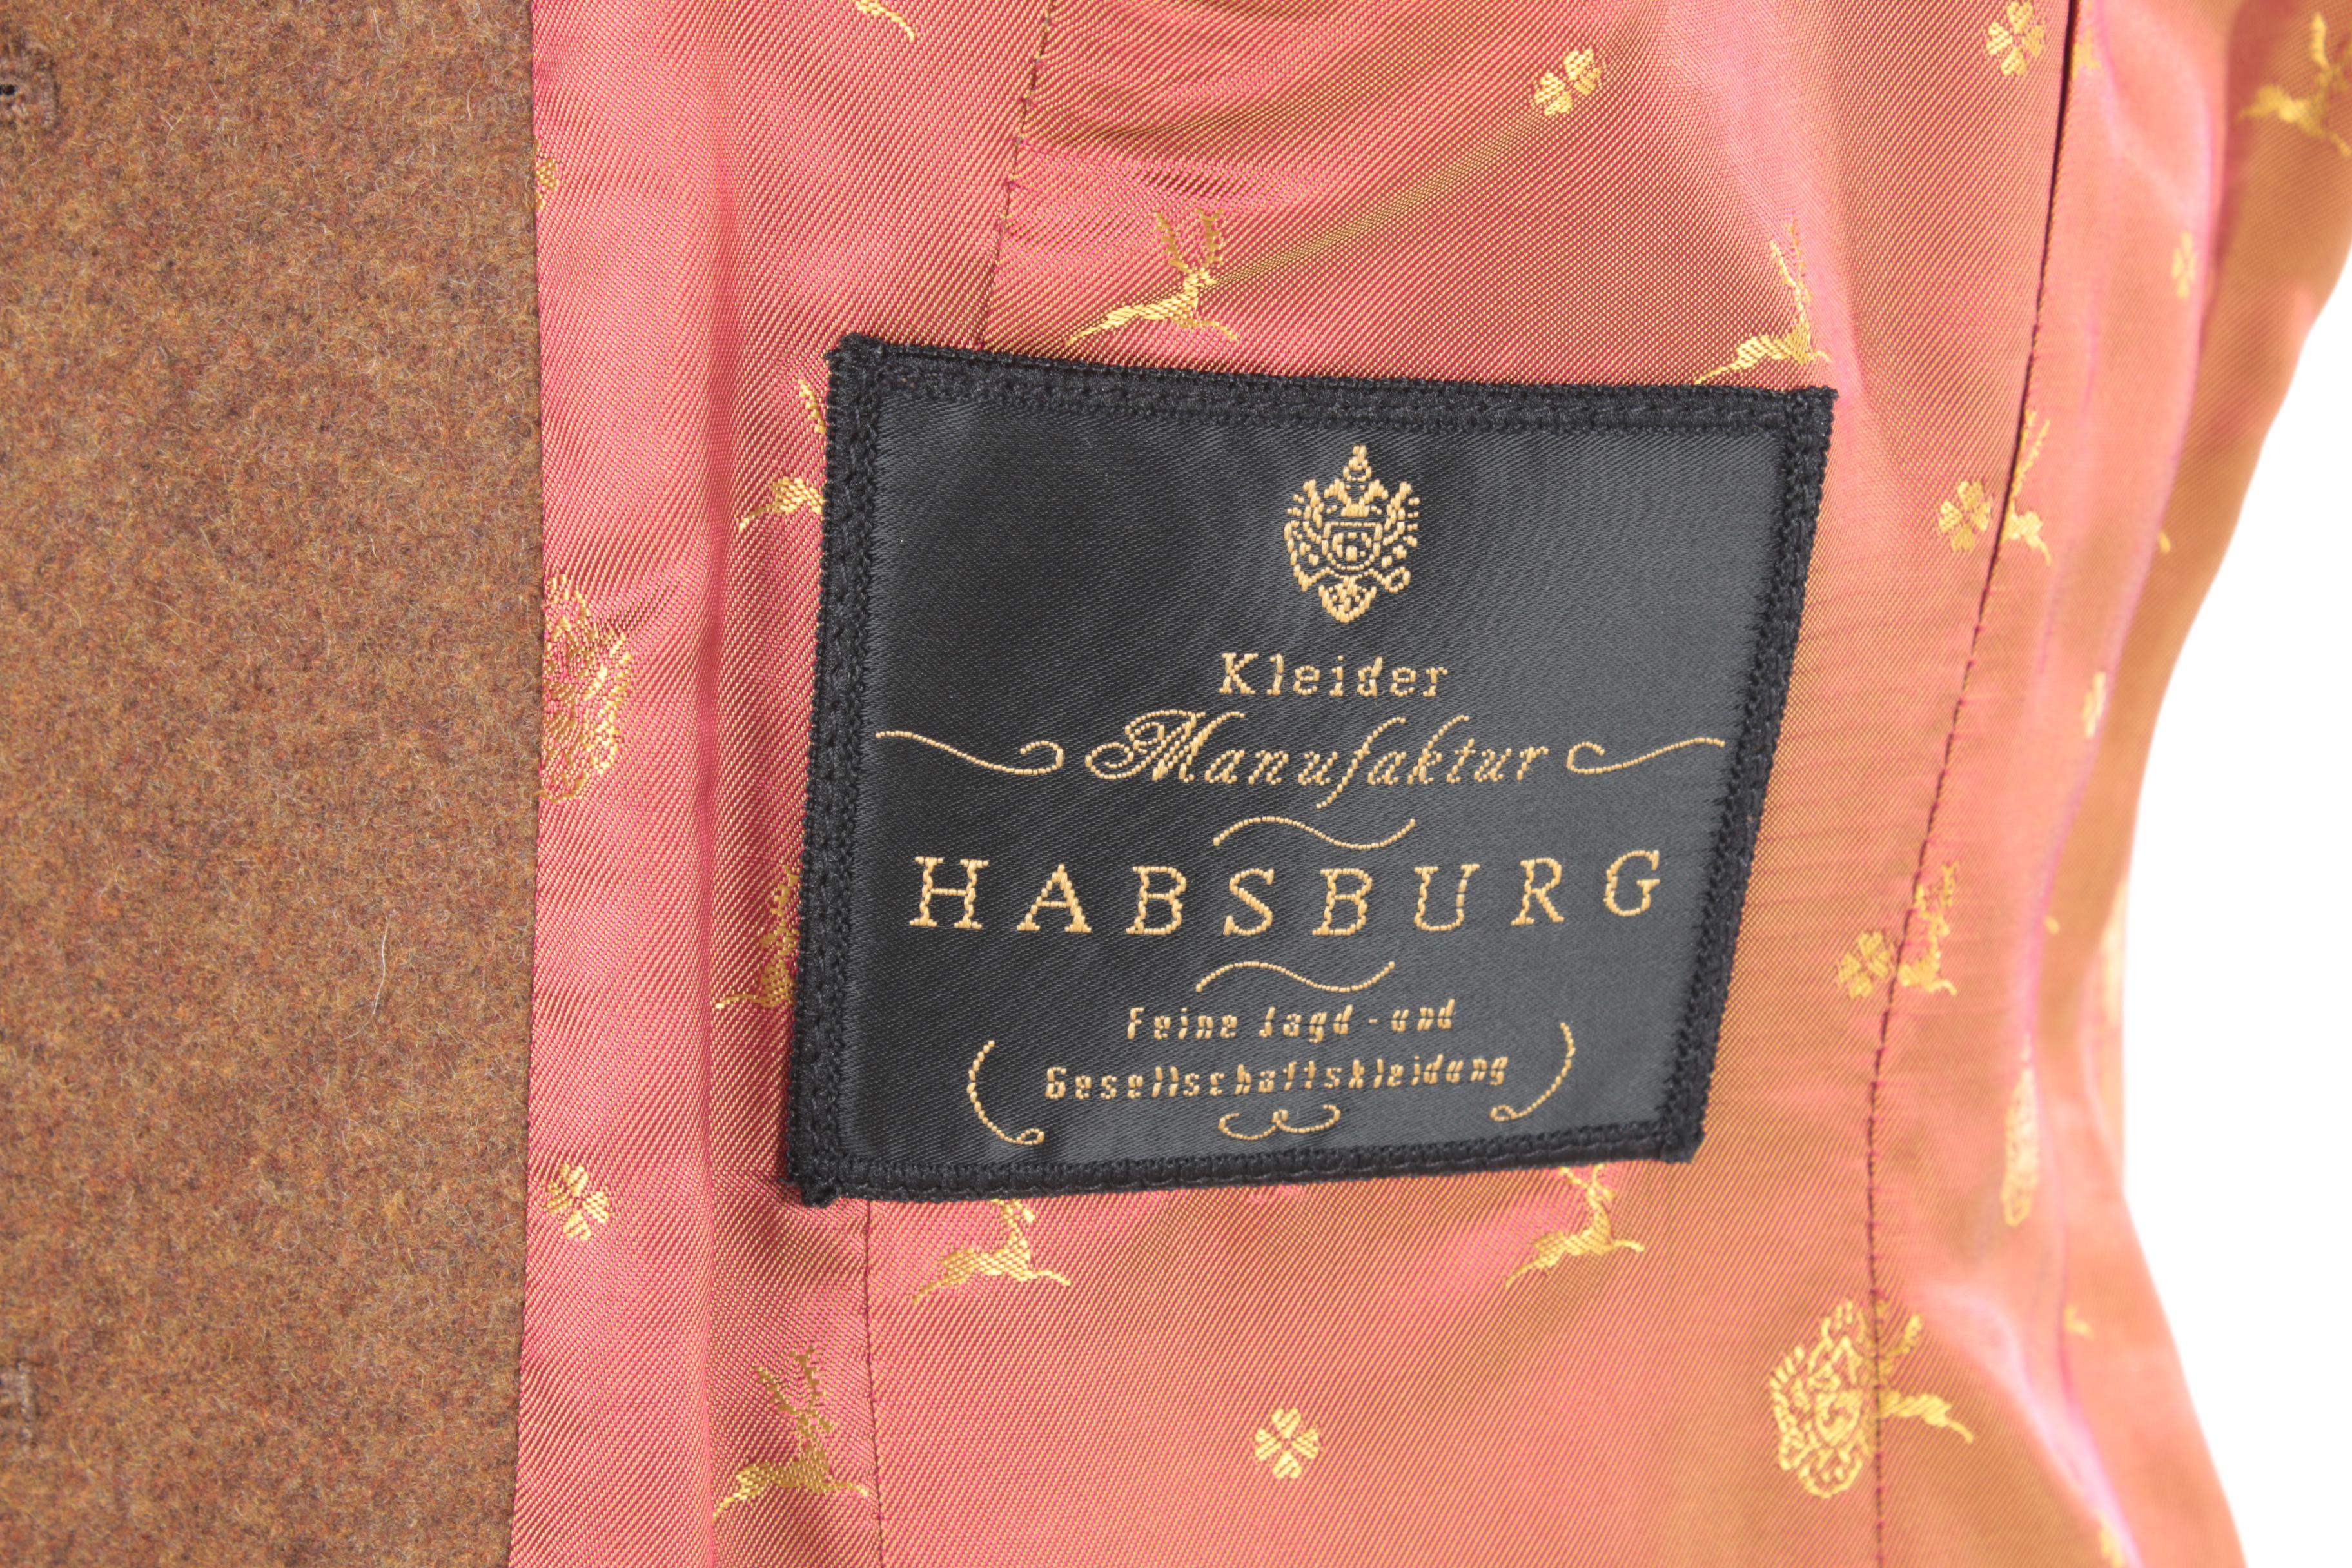 Kleider
Manufaktur
HABSBURG
Feine Jagd-und
Gesellschaftskleidung